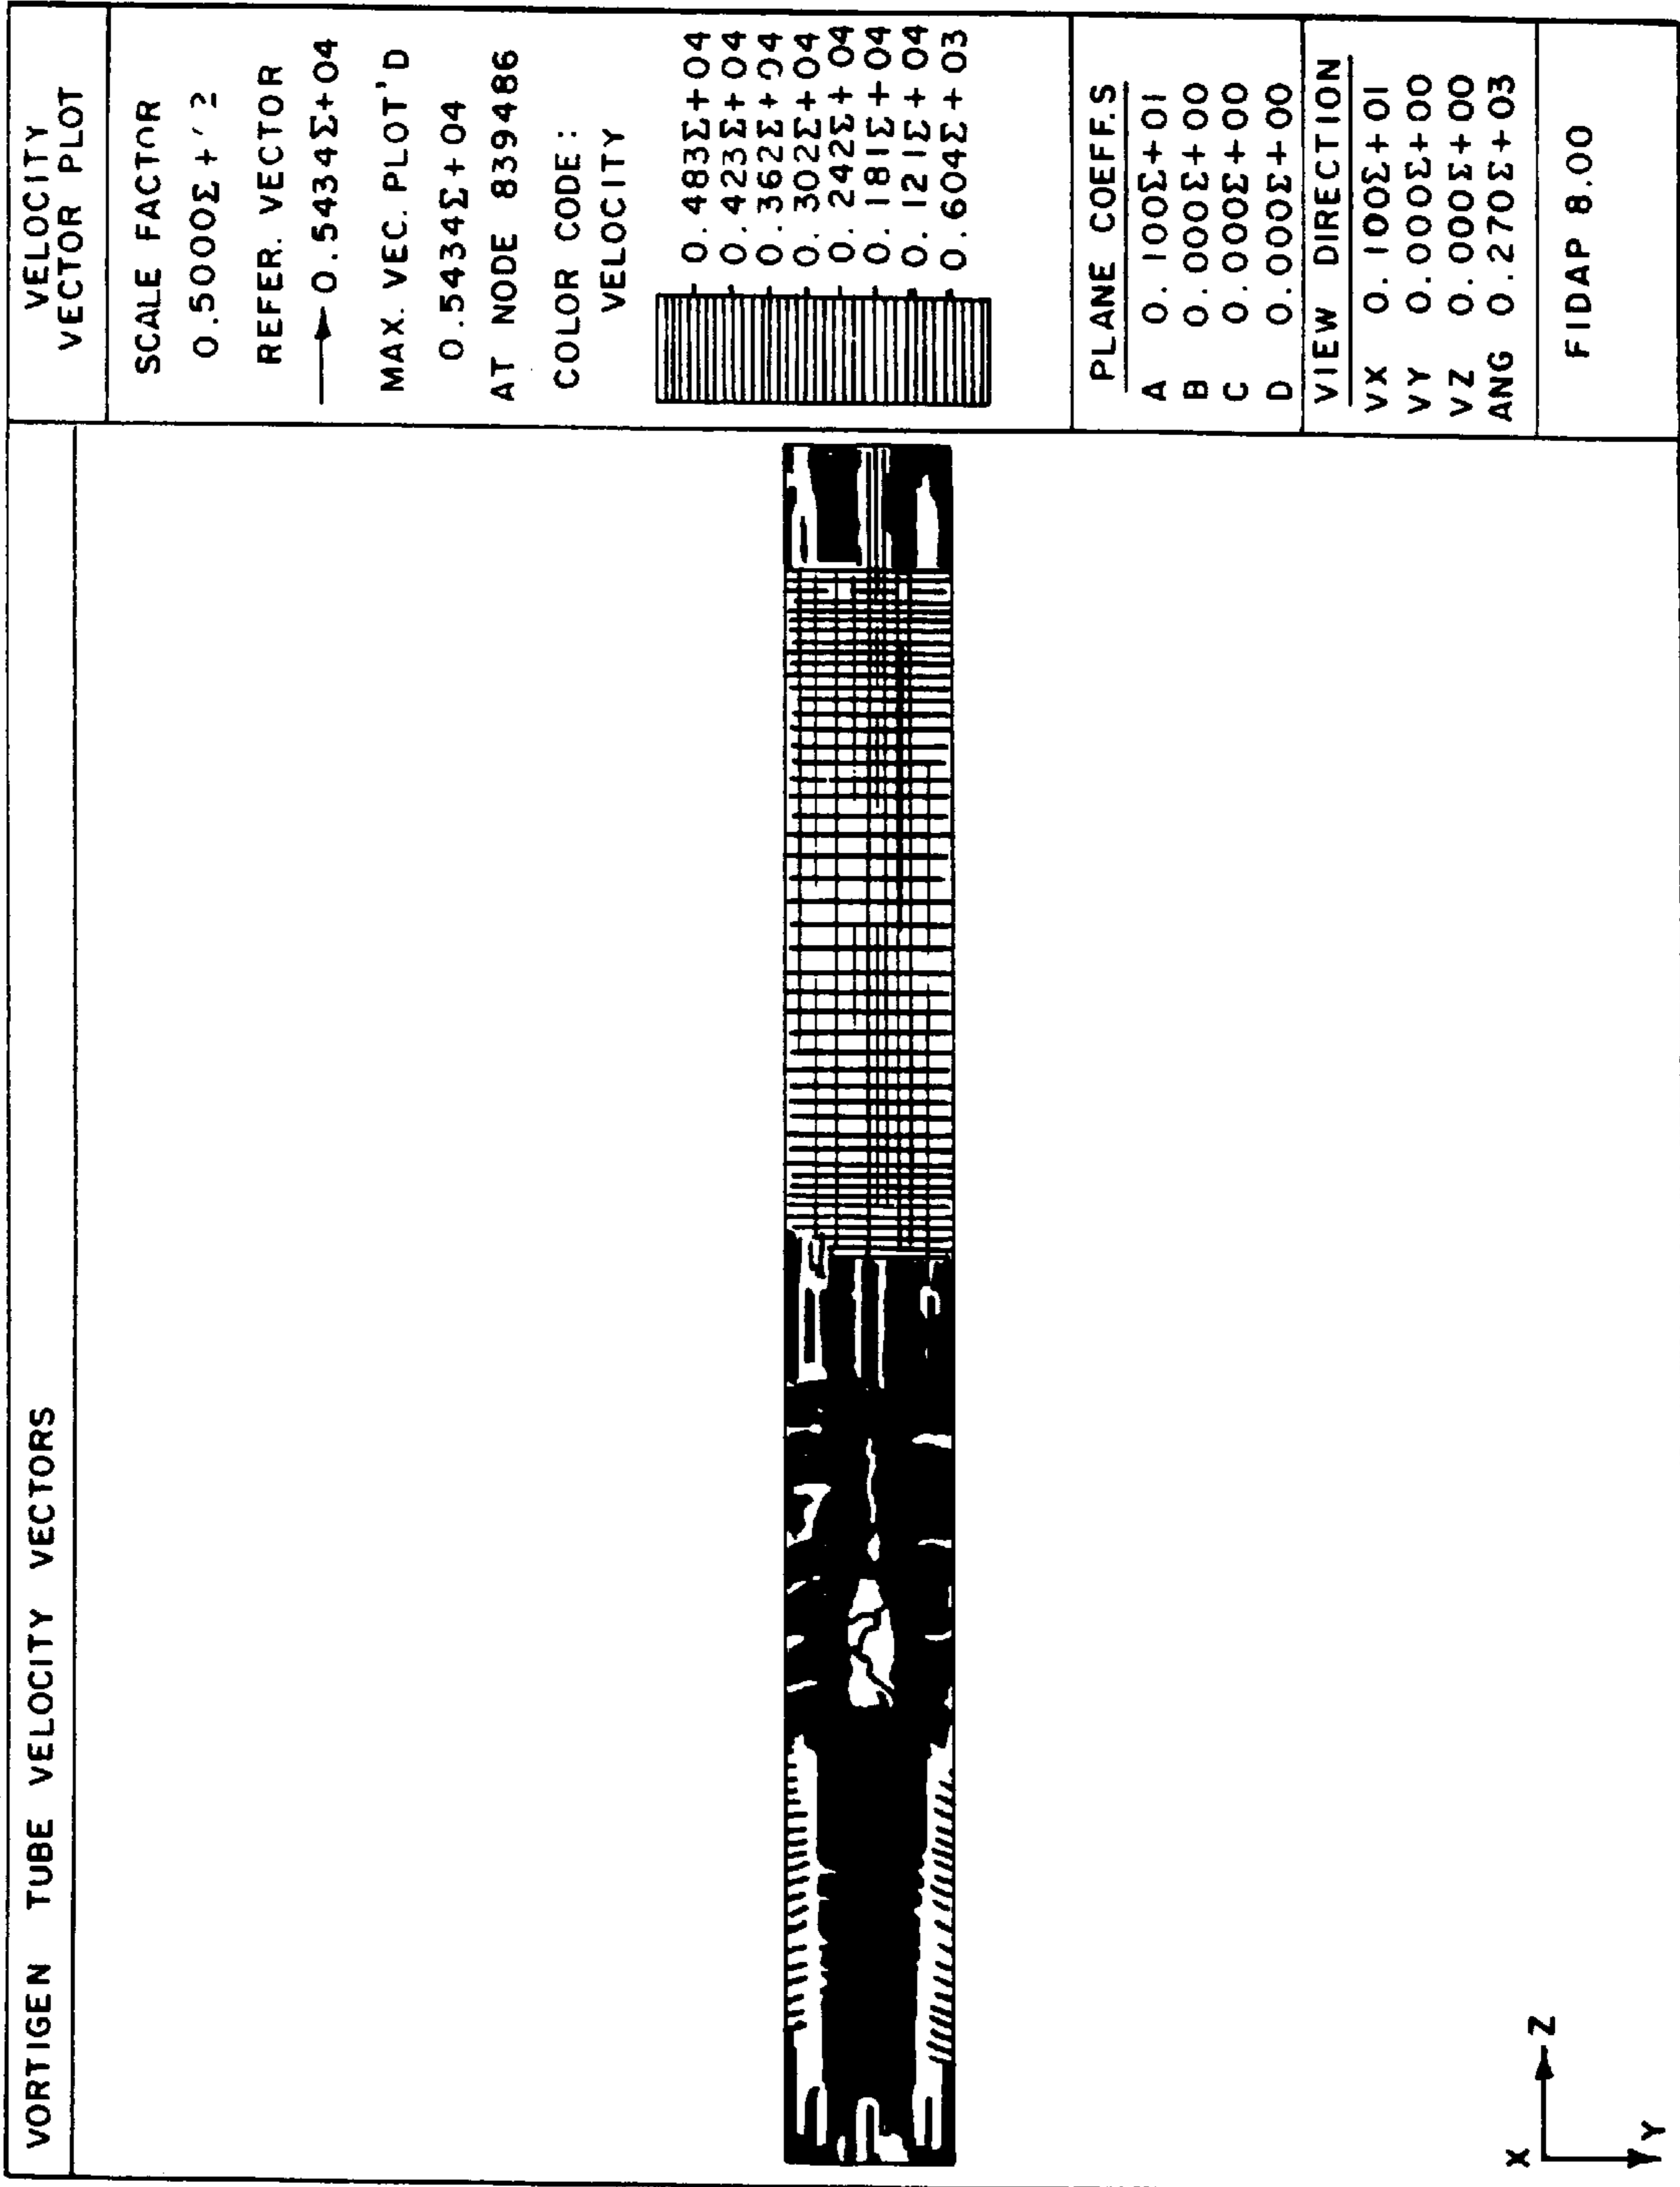 VORTIGEN TUBE VELOCITY VECTORS
VELOCITY
VECTOR PLOT
SCALE FACTOR
REFER. VECTOR
0.5434Σ+04
MAX. VEC. PLOT'D
0.5434Σ+04
AT NODE 839486
COLOR CODE:
VELOCITY
0.483Σ+04
0.423Σ+04
0.362Σ+04
0.302Σ+04
0.242Σ+04
0.181Σ+04
0.121Σ+04
0.604Σ+03
PLANE COEFF.S
A 0.100Σ+01
B 0.000Σ+00
C 0.000Σ+00
D 0.000Σ+00
VIEW DIRECTION
VX 0.100Σ+01
VY 0.000Σ+00
VZ 0.000Σ+00
ANG 0.270Σ+03
FIDAP 8.00
X
Z
Y